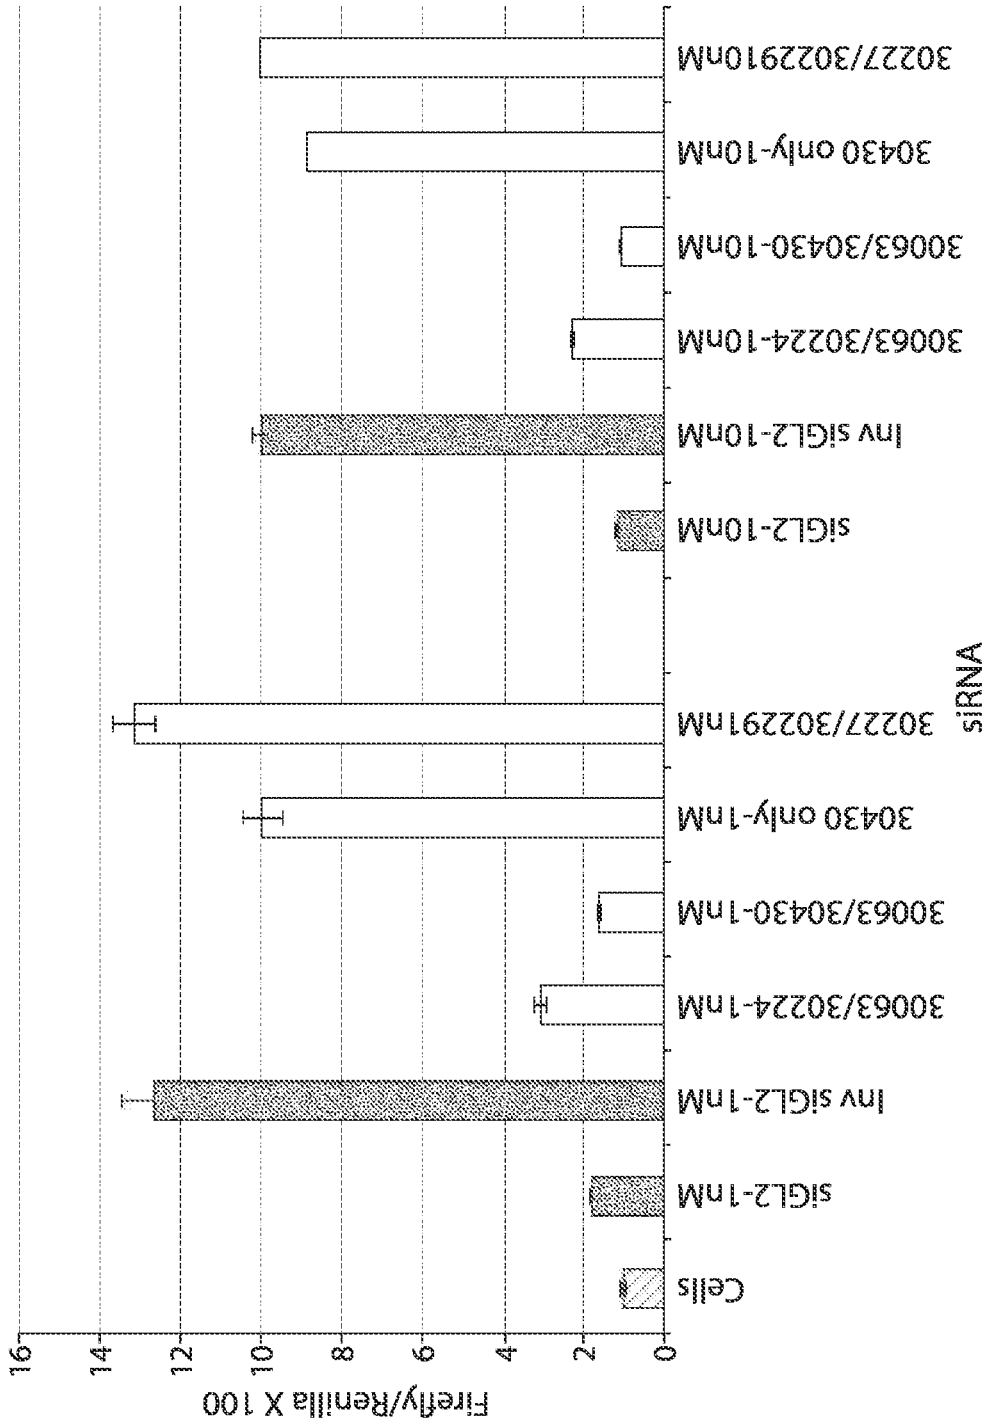 Firefly/Renilla X 100
16
14
12
10
8
6
4
2
0
Cells
siGL2-1nM
Inv siGL2-1nM
30063/30224-1nM
30063/30430-1nM
30430 only-1nM
30227/302291nM
siGL2-10nM
Inv siGL2-10nM
30063/30224-10nM
30063/30430-10nM
30430 only-10nM
30227/3022910nM
siRNA